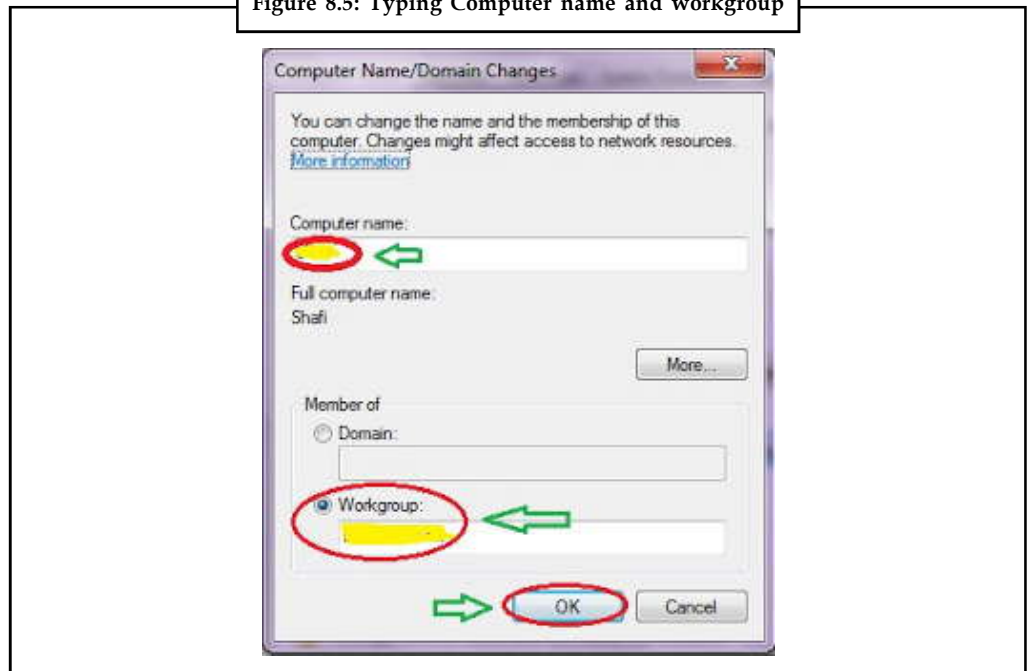 Figure 8.5: Typing Computer name and workgroup
Computer Name/Domain Changes
You can change the name and the membership of this
computer. Changes might affect access to network resources.
More information
Computer name:
Full computer name:
Shafi
More...
Member of
Domain:
Workgroup:
OK
Cancel